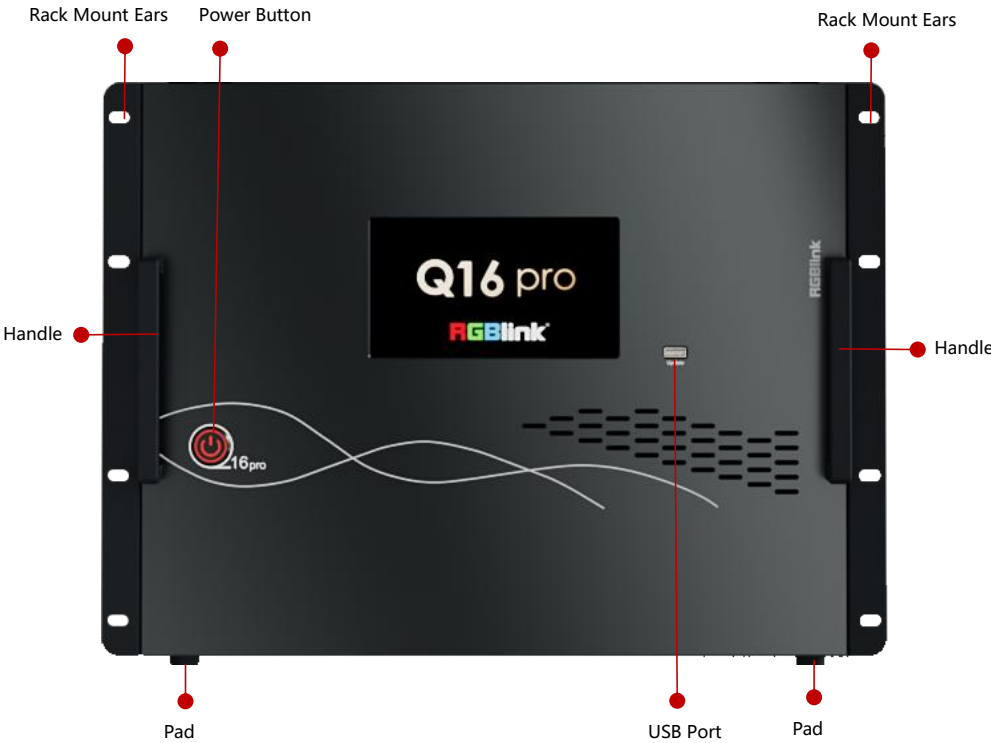 Rack Mount Ears
Power Button
Rack Mount Ears
Q16 pro
RGBlink
RGBlink
Handle
Handle
16pro
Pad
USB Port
Pad